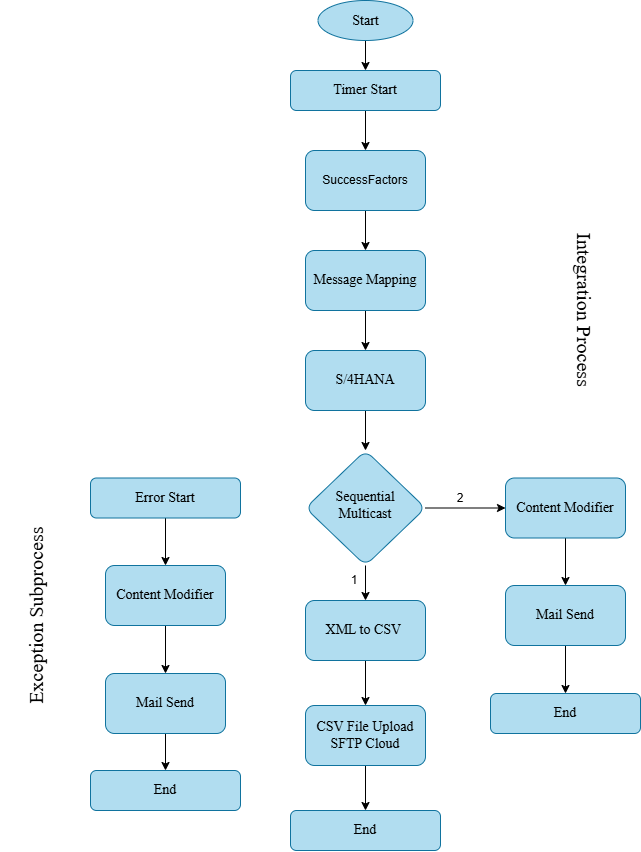 Start
Timer Start
SuccessFactors
Message Mapping
Integration Process
S/4HANA
Sequential
Multicast
2
Content Modifier
1
Mail Send
End
XML to CSV
CSV File Upload
SFTP Cloud
End
Exception Subprocess
Error Start
Content Modifier
Mail Send
End